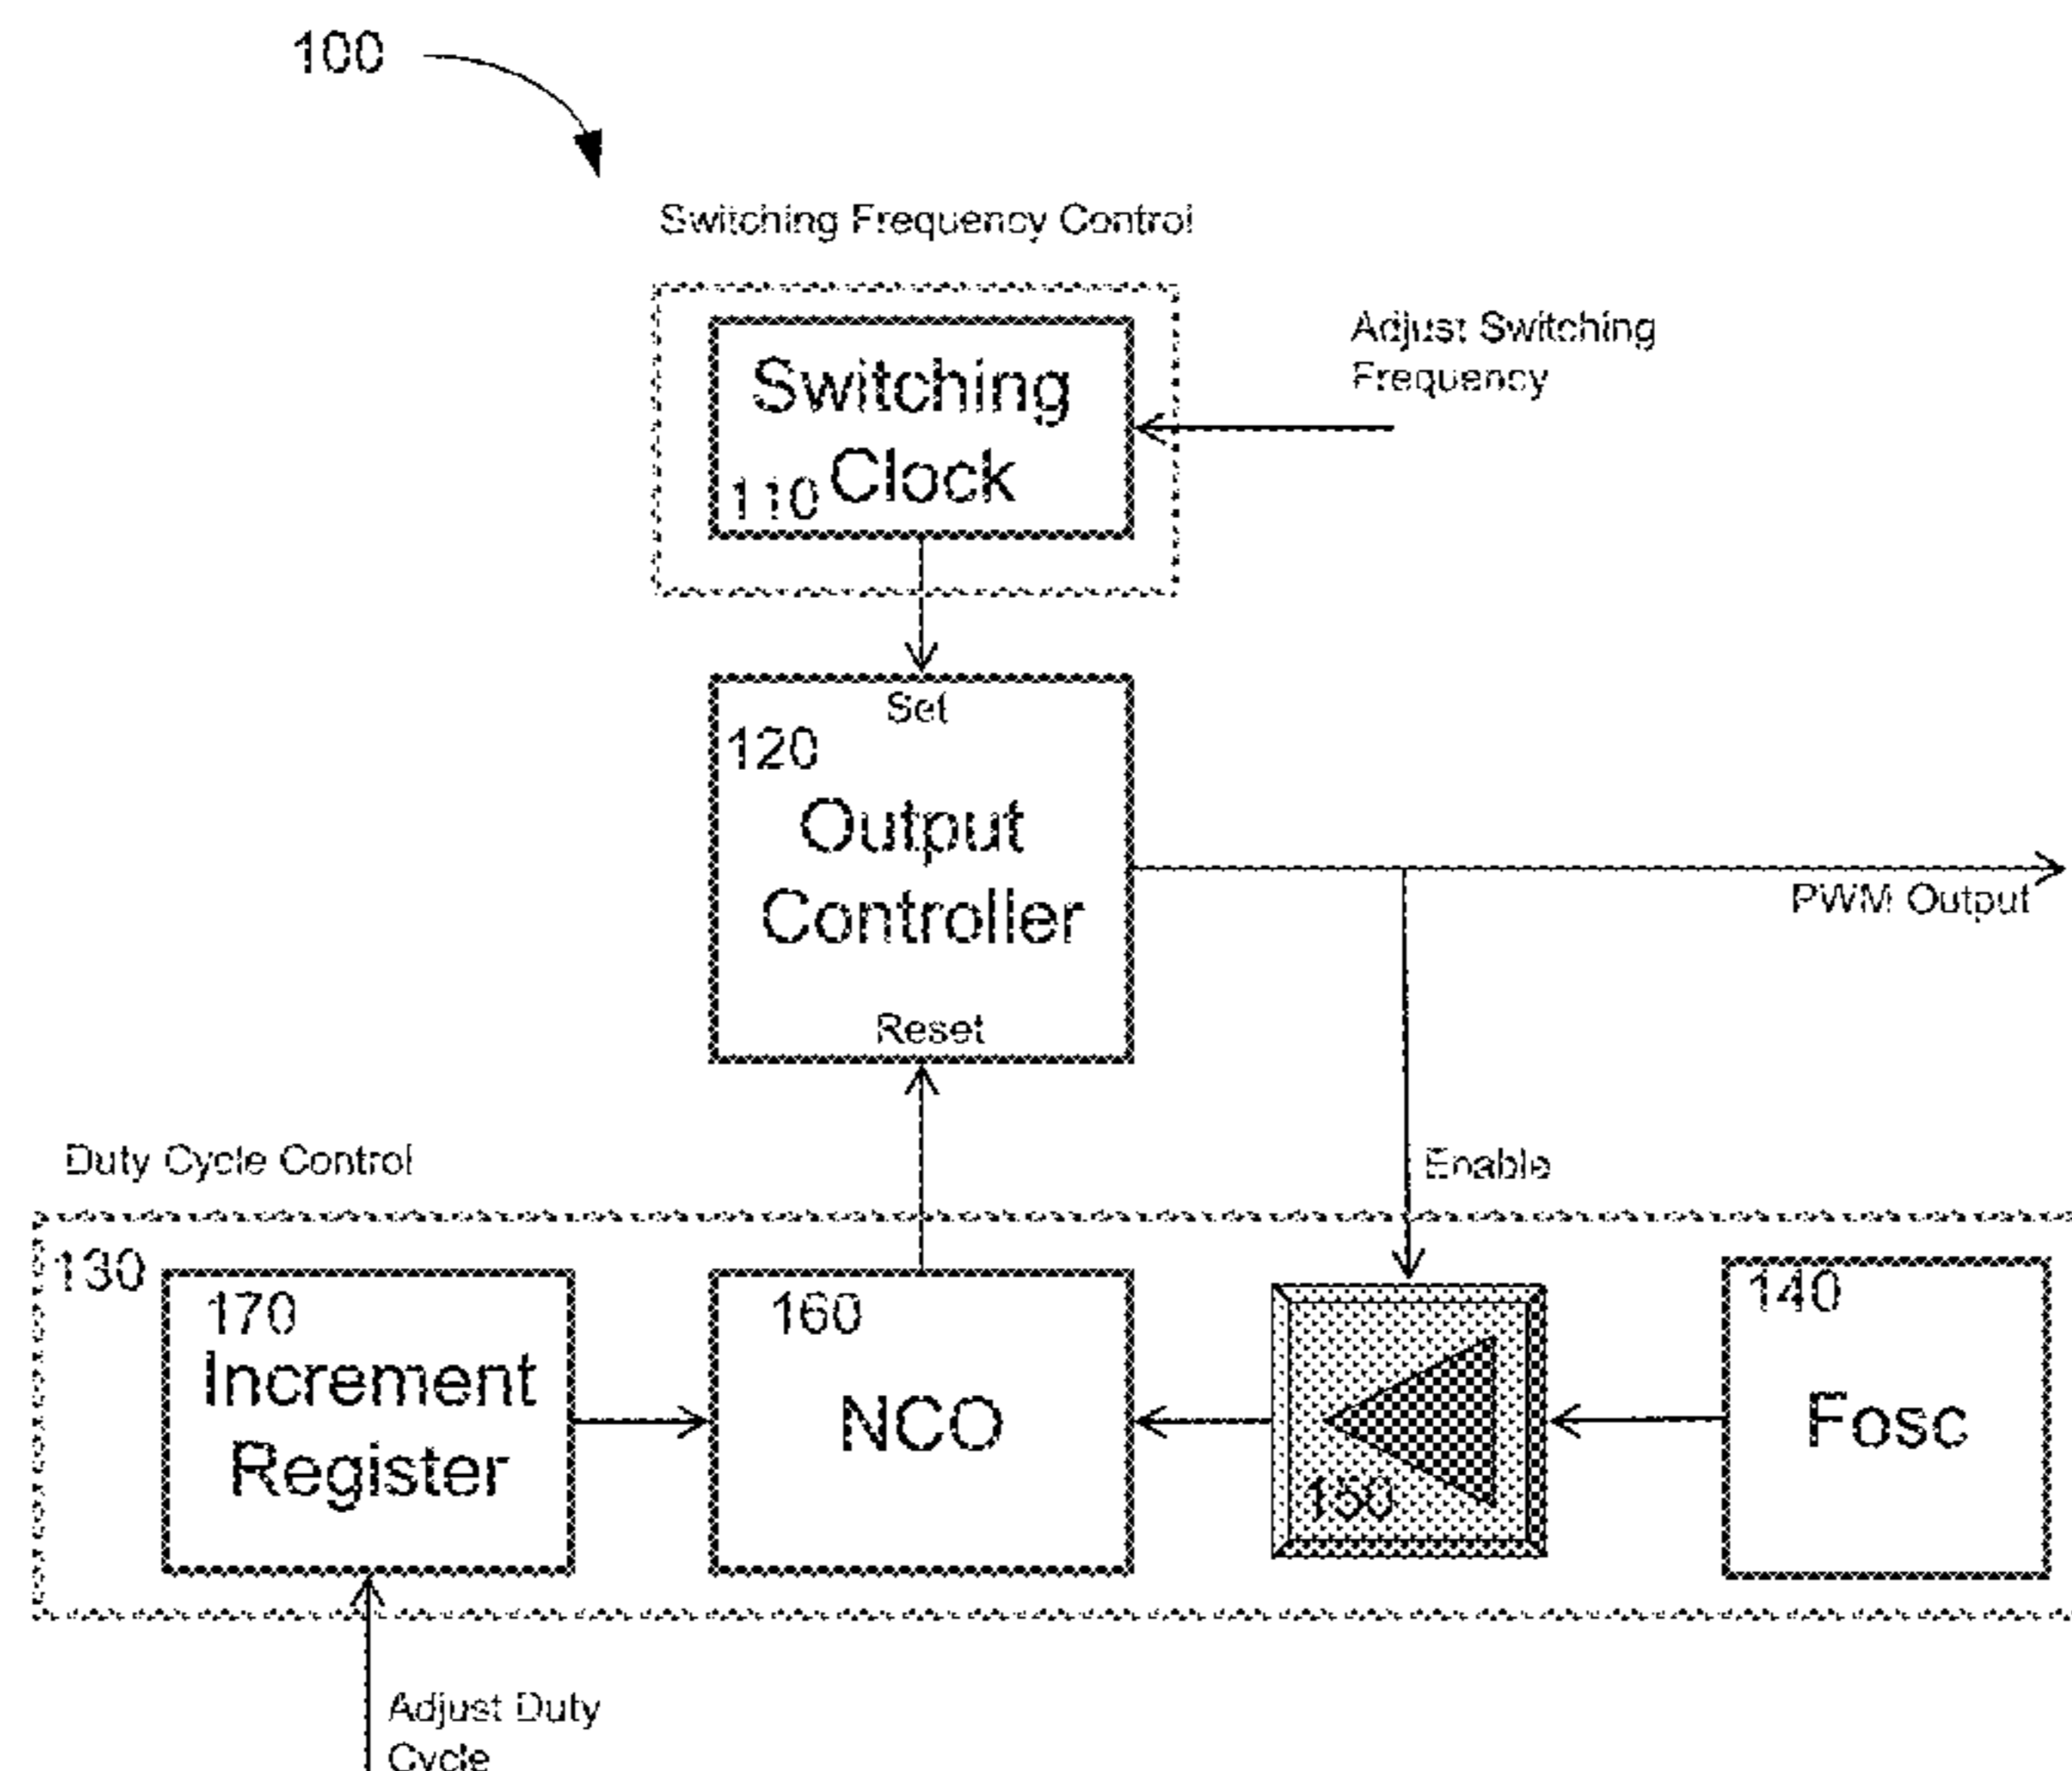 100
Switching Frequency Control
Switching
Clock
110
Adjust Switching
Frequency
Set
120
Output
Controller
Reset
PWM Output
Duty Cycle Control
Enable
130
170
Increment
Register
160
NCO
150
140
Fosc
Adjust Duty
Cycle